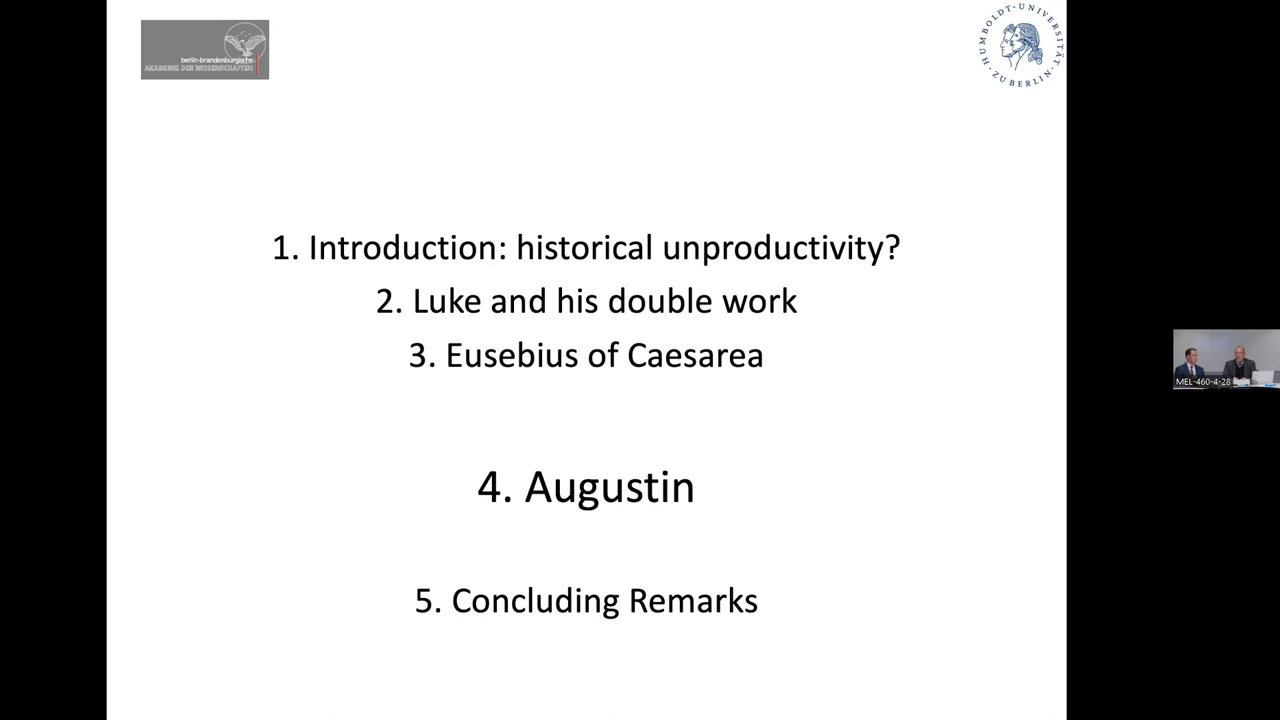 berlin-brandenburgische
AKADEMIE DER WISSENSCHAFTEN
HUMBOLDT-UNIVERSITÄT
ZU BERLIN
1. Introduction: historical unproductivity?
2. Luke and his double work
3. Eusebius of Caesarea
MEL-460-4-28
4. Augustin
5. Concluding Remarks